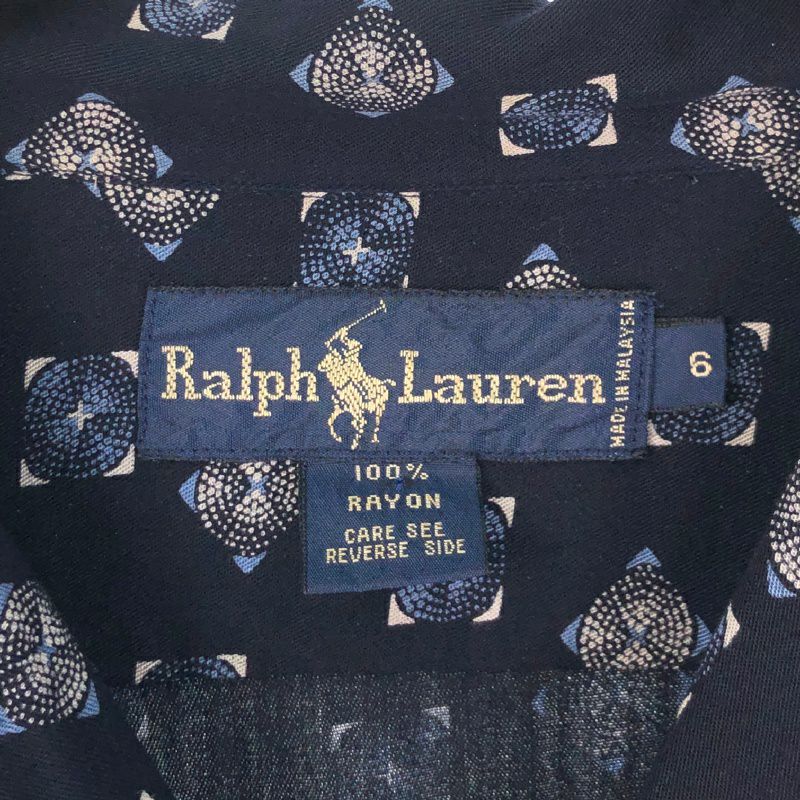 Ralph Lauren
MADE IN MALAYSIA
6
100%
RAYON
CARE SEE
REVERSE SIDE